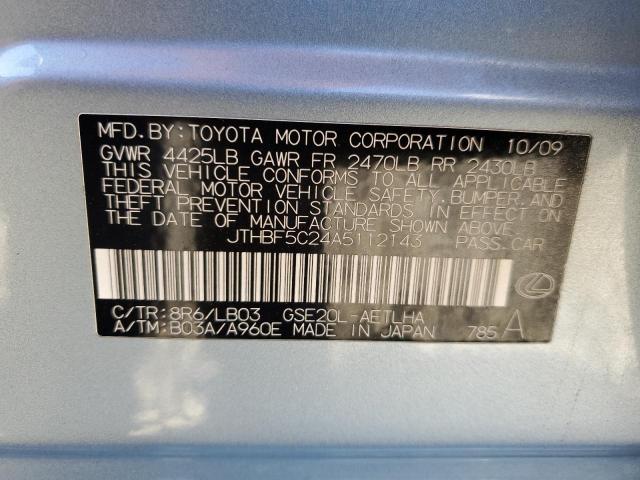 MFD.BY: TOYOTA MOTOR CORPORATION 10/09
GVWR 4425LB GAWR FR 2470LB RR 2430LB
THIS VEHICLE CONFORMS TO ALL APPLICABLE
FEDERAL MOTOR VEHICLE SAFETY, BUMPER, AND
THEFT PREVENTION STANDARDS IN EFFECT ON
THE DATE OF MANUFACTURE SHOWN ABOVE.
JTHBF5C24A5112143 PASS.CAR
C/TR: 8R6/LB03 GSE20L-AETLHA
A/TM: B03A/A960E MADE IN JAPAN 785 A